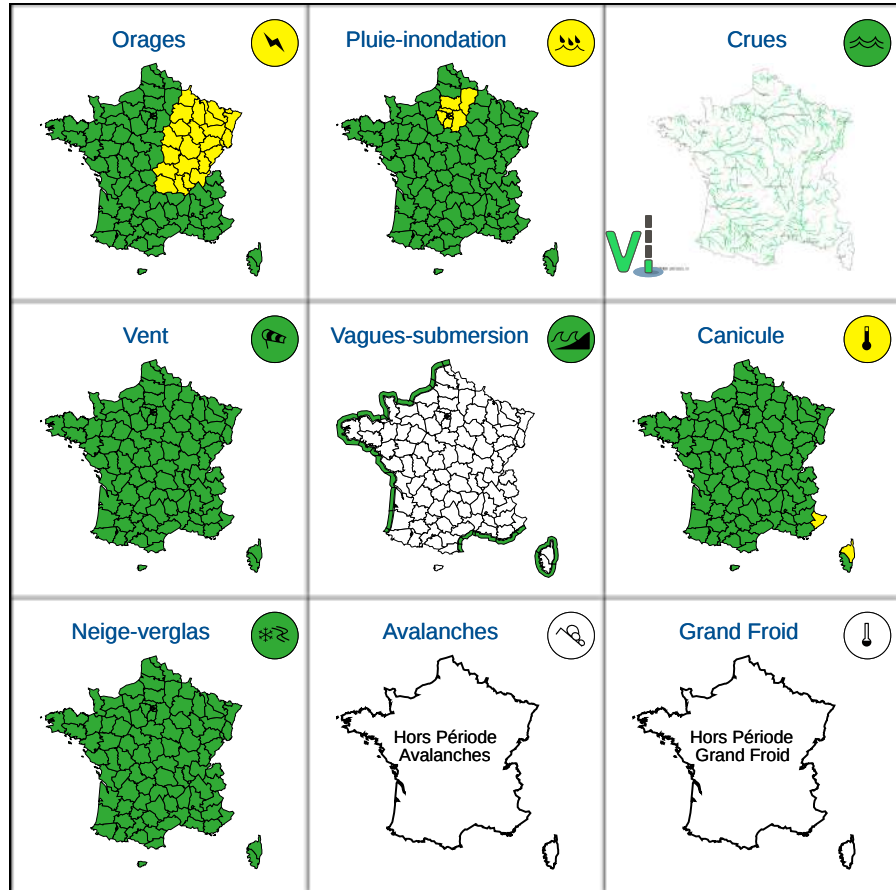 Orages
Pluie-inondation
Crues
Vent
Vagues-submersion
Canicule
Neige-verglas
Avalanches
Grand Froid
Hors Période
Avalanches
Hors Période
Grand Froid